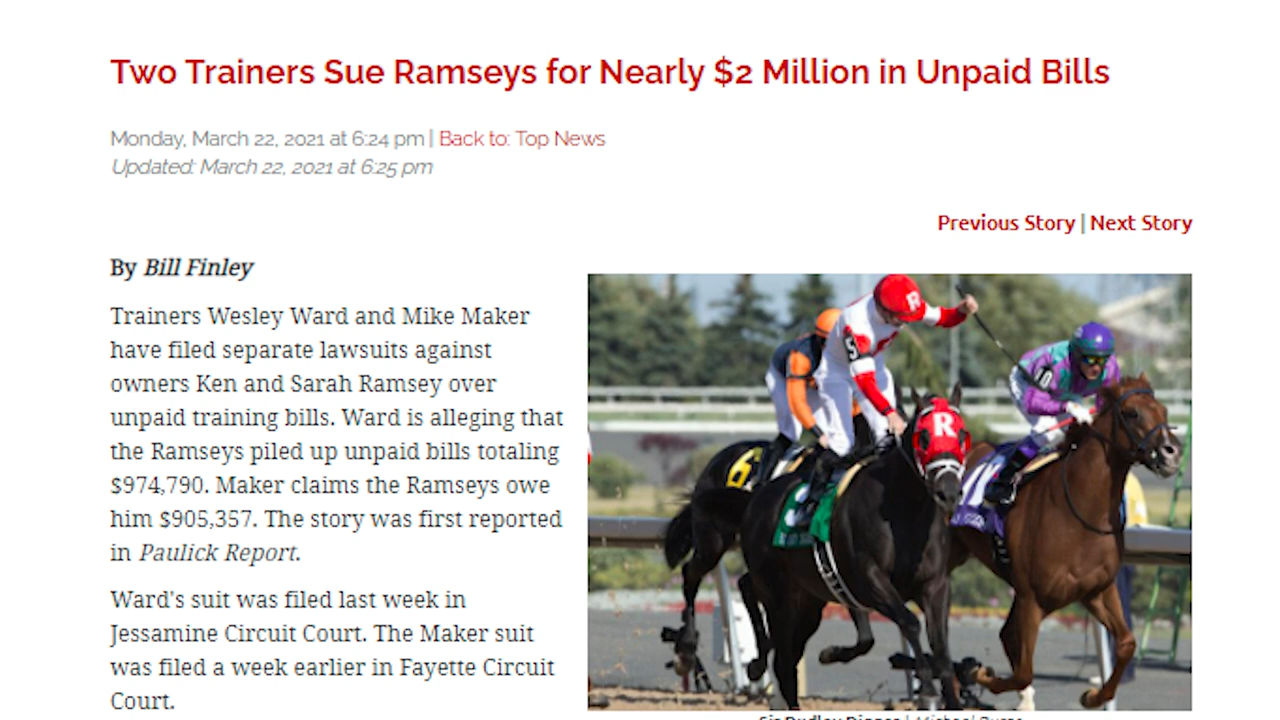 Two Trainers Sue Ramseys for Nearly $2 Million in Unpaid Bills
Monday, March 22, 2021 at 6:24 pm | Back to: Top News
Updated: March 22, 2021 at 6:25 pm
Previous Story | Next Story
By Bill Finley
Trainers Wesley Ward and Mike Maker
have filed separate lawsuits against
owners Ken and Sarah Ramsey over
unpaid training bills. Ward is alleging that
the Ramseys piled up unpaid bills totaling
$974,790. Maker claims the Ramseys owe
him $905,357. The story was first reported
in Paulick Report.
Ward's suit was filed last week in
Jessamine Circuit Court. The Maker suit
was filed a week earlier in Fayette Circuit
Court.
R
5
10
R
6